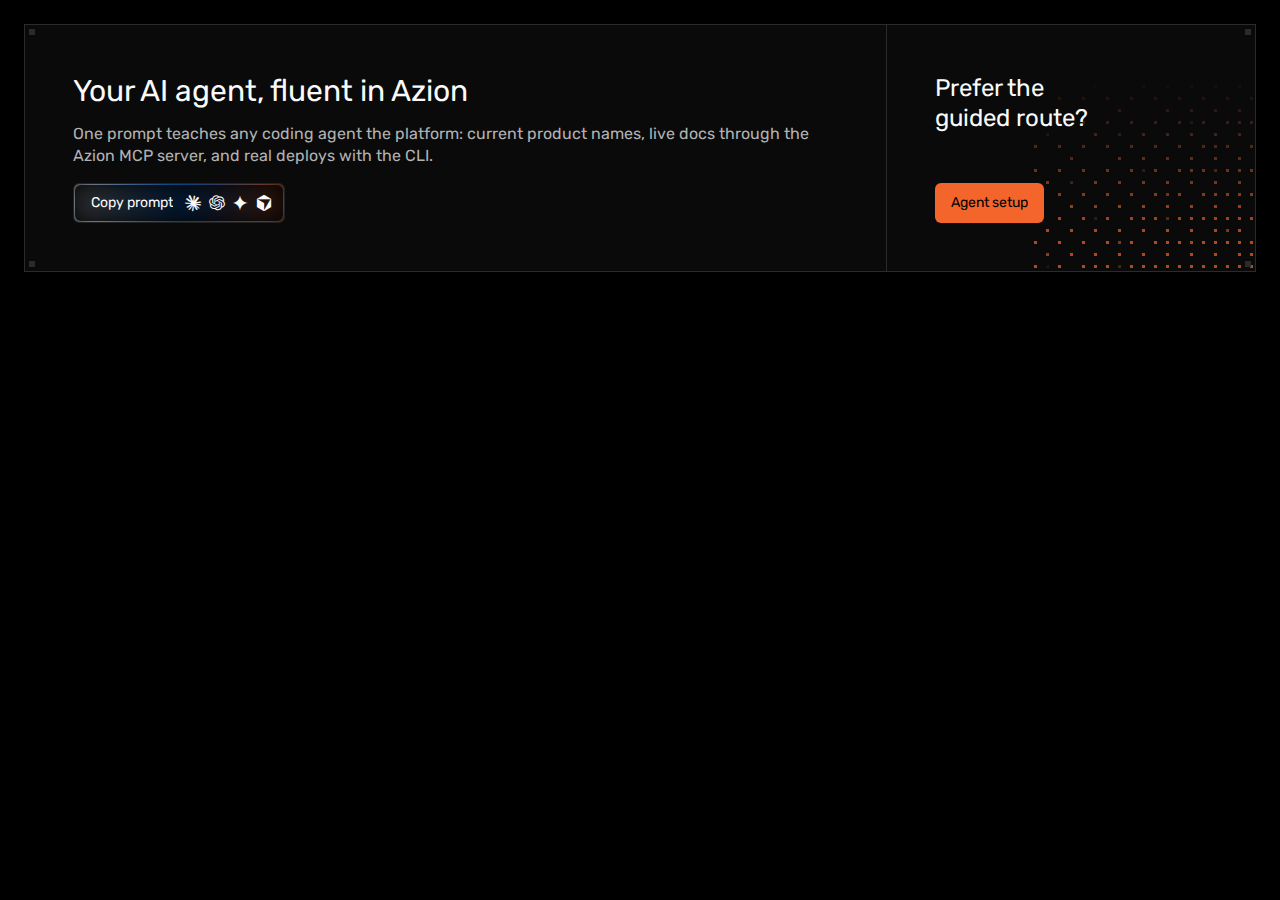 Your AI agent, fluent in Azion
One prompt teaches any coding agent the platform: current product names, live docs through the
Azion MCP server, and real deploys with the CLI.
Copy prompt
Prefer the
guided route?
Agent setup